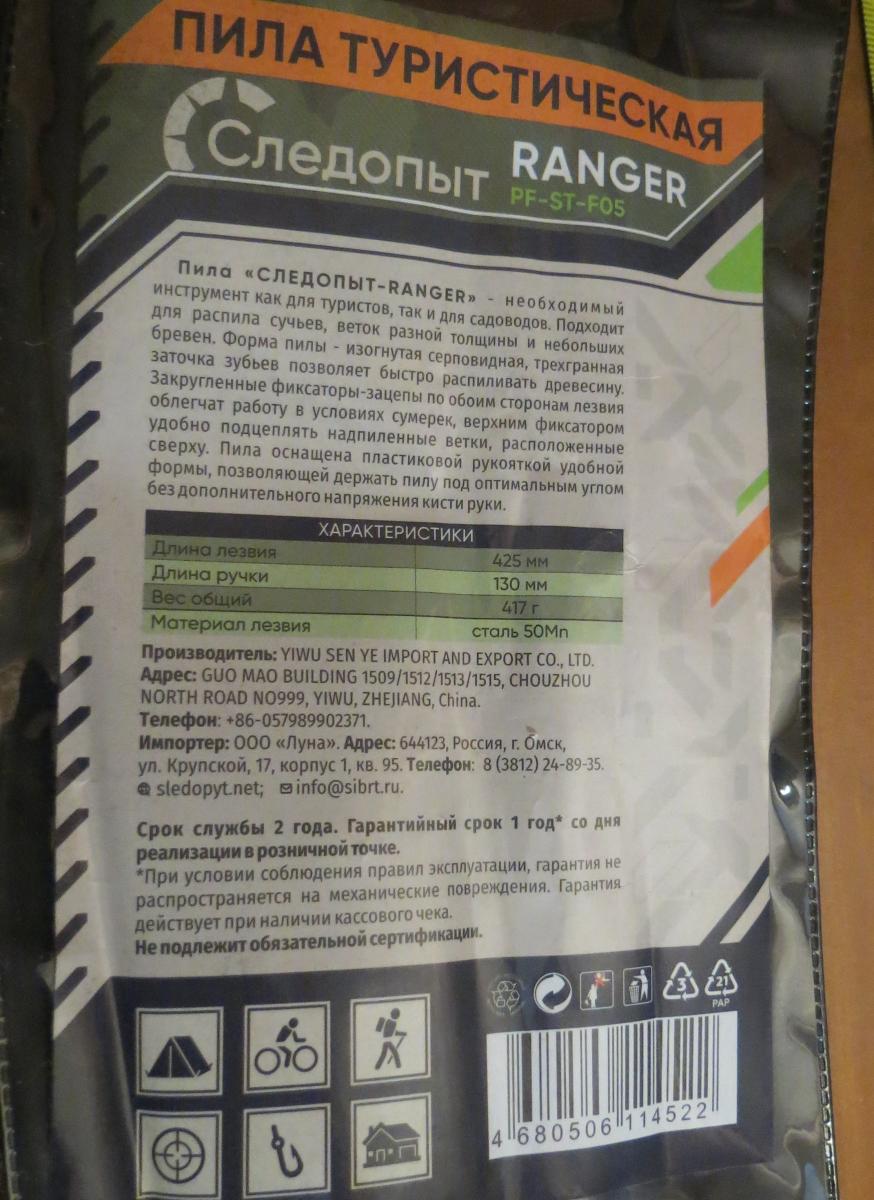 ПИЛА ТУРИСТИЧЕСКАЯ
Следопыт RANGER
PF-ST-F05
Пила «СЛЕДОПЫТ-RANGER» - необходимый
инструмент как для туристов, так и для садоводов. Подходит
для распила сучьев, веток разной толщины и небольших
бревен. Форма пилы - изогнутая серповидная, трехгранная
заточка зубьев позволяет быстро распиливать древесину.
Закругленные фиксаторы-зацепы по обоим сторонам лезвия
облегчат работу в условиях сумерек, верхним фиксатором
удобно подцеплять надпиленные ветки, расположенные
сверху. Пила оснащена пластиковой рукояткой удобной
формы, позволяющей держать пилу под оптимальным углом
без дополнительного напряжения кисти руки.
ХАРАКТЕРИСТИКИ
Длина лезвия 425 мм
Длина ручки 130 мм
Вес общий 417 г
Материал лезвия сталь 50Mn
Производитель: YIWU SEN YE IMPORT AND EXPORT CO., LTD.
Адрес: GUO MAO BUILDING 1509/1512/1513/1515, CHOUZHOU
NORTH ROAD NO999, YIWU, ZHEJIANG, China.
Телефон: +86-057989902371.
Импортер: ООО «Луна». Адрес: 644123, Россия, г. Омск,
ул. Крупской, 17, корпус 1, кв. 95. Телефон: 8 (3812) 24-89-35.
sledopyt.net; info@sibrt.ru.
Срок службы 2 года. Гарантийный срок 1 год* со дня
реализации в розничной точке.
*При условии соблюдения правил эксплуатации, гарантия не
распространяется на механические повреждения. Гарантия
действует при наличии кассового чека.
Не подлежит обязательной сертификации.
3 21
PAP
4 680506 114522